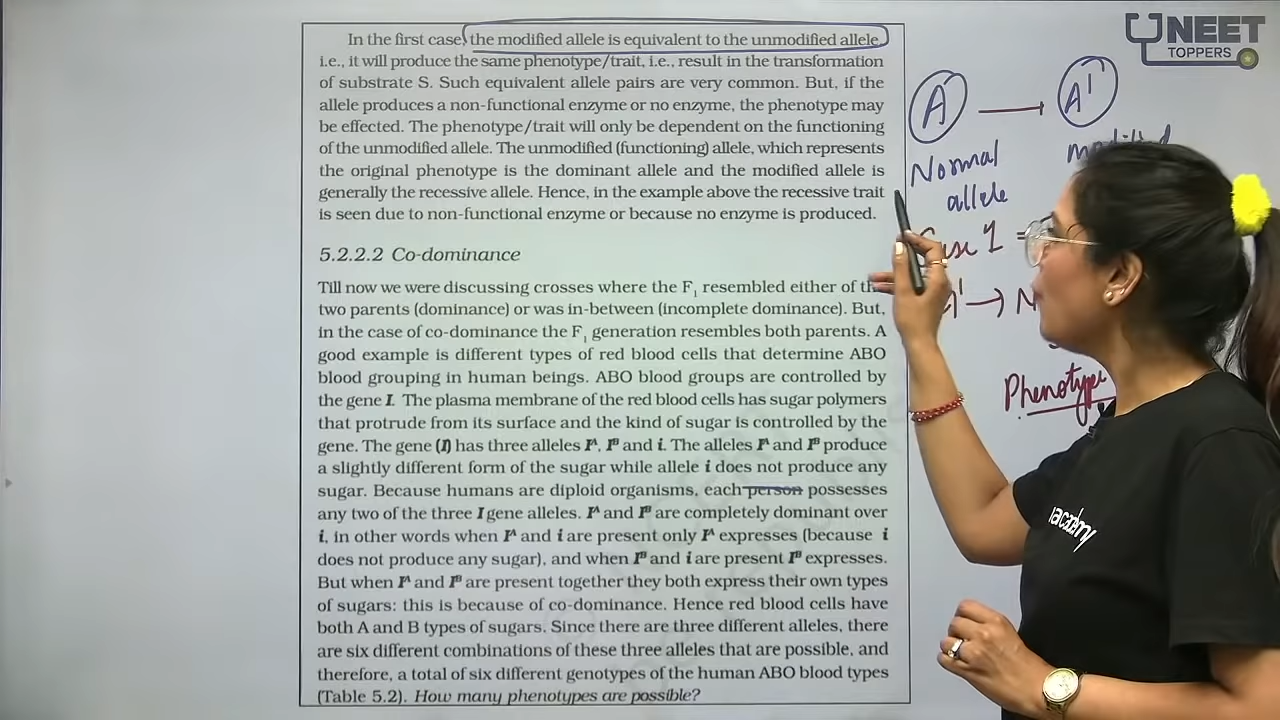 In the first case, the modified allele is equivalent to the unmodified allele,
i.e., it will produce the same phenotype/trait, i.e., result in the transformation
of substrate S. Such equivalent allele pairs are very common. But, if the
allele produces a non-functional enzyme or no enzyme, the phenotype may
be effected. The phenotype/trait will only be dependent on the functioning
of the unmodified allele. The unmodified (functioning) allele, which represents
the original phenotype is the dominant allele and the modified allele is
generally the recessive allele. Hence, in the example above the recessive trait
is seen due to non-functional enzyme or because no enzyme is produced.
5.2.2.2 Co-dominance
Till now we were discussing crosses where the F₁ resembled either of the
two parents (dominance) or was in-between (incomplete dominance). But,
in the case of co-dominance the F₁ generation resembles both parents. A
good example is different types of red blood cells that determine ABO
blood grouping in human beings. ABO blood groups are controlled by
the gene I. The plasma membrane of the red blood cells has sugar polymers
that protrude from its surface and the kind of sugar is controlled by the
gene. The gene (I) has three alleles Iᴬ, Iᴮ and i. The alleles Iᴬ and Iᴮ produce
a slightly different form of the sugar while allele i does not produce any
sugar. Because humans are diploid organisms, each person possesses
any two of the three I gene alleles. Iᴬ and Iᴮ are completely dominant over
i, in other words when Iᴬ and i are present only Iᴬ expresses (because i
does not produce any sugar), and when Iᴮ and i are present Iᴮ expresses.
But when Iᴬ and Iᴮ are present together they both express their own types
of sugars: this is because of co-dominance. Hence red blood cells have
both A and B types of sugars. Since there are three different alleles, there
are six different combinations of these three alleles that are possible, and
therefore, a total of six different genotypes of the human ABO blood types
(Table 5.2). How many phenotypes are possible?
UNEET
TOPPERS
A → A'
Normal
allele
Case 1 =
Phenotype
unacademy